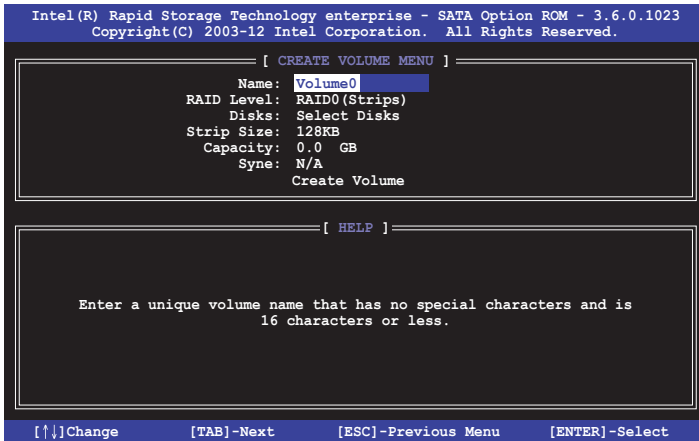 Intel(R) Rapid Storage Technology enterprise - SATA Option ROM - 3.6.0.1023
Copyright(C) 2003-12 Intel Corporation. All Rights Reserved.
[ CREATE VOLUME MENU ]
Name: Volume0
RAID Level: RAID0(Strips)
Disks: Select Disks
Strip Size: 128KB
Capacity: 0.0 GB
Syne: N/A
Create Volume
[ HELP ]
Enter a unique volume name that has no special characters and is
16 characters or less.
[↑↓]Change [TAB]-Next [ESC]-Previous Menu [ENTER]-Select